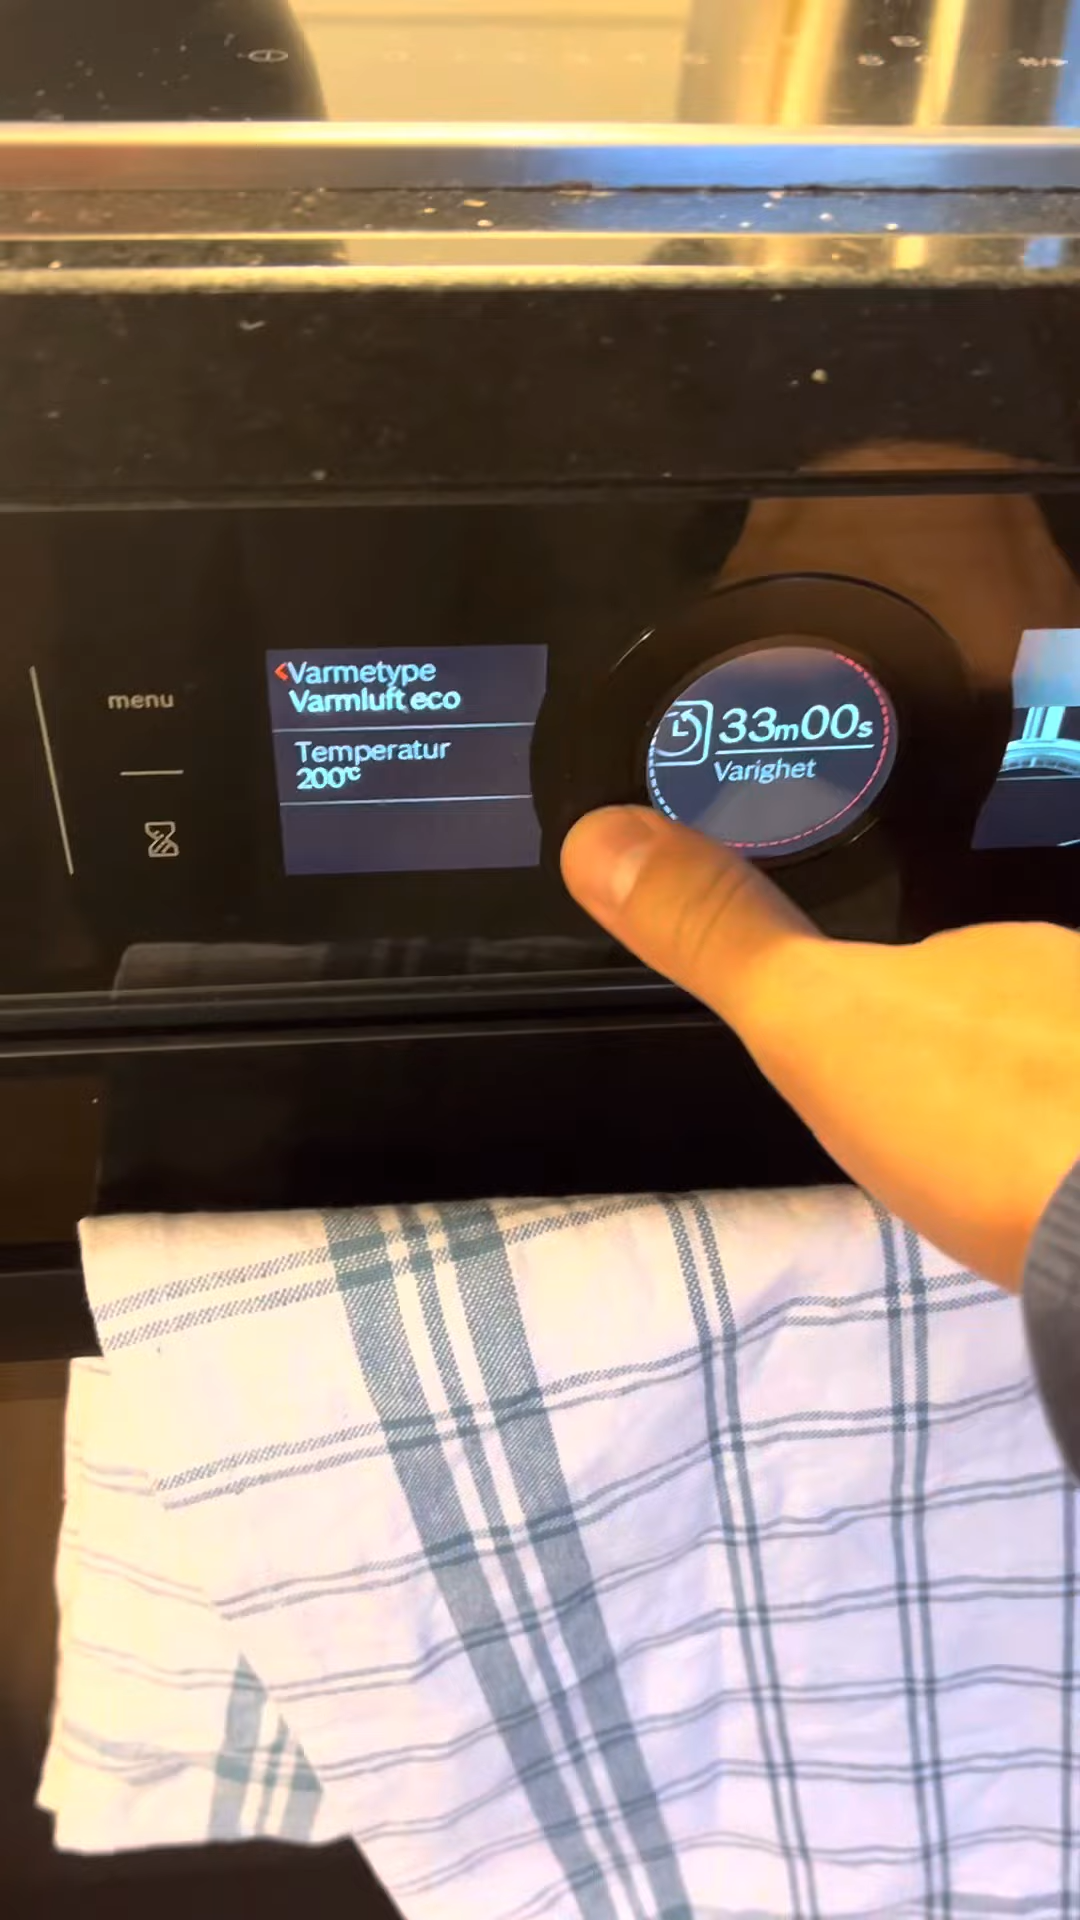 menu
Varmetype
Varmluft eco
Temperatur
200°C
33m00s
Varighet